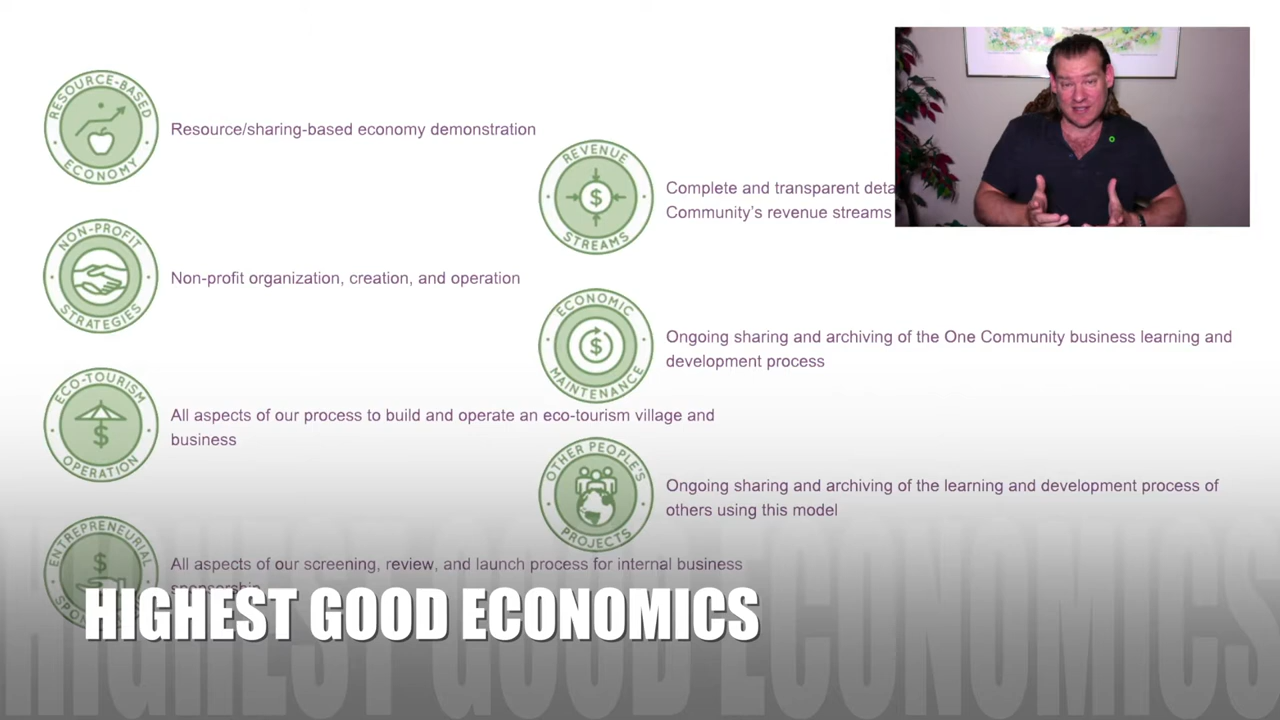 RESOURCE-BASED
ECONOMY
Resource/sharing-based economy demonstration
NON-PROFIT
STRATEGIES
Non-profit organization, creation, and operation
ECO-TOURISM
OPERATION
All aspects of our process to build and operate an eco-tourism village and
business
ENTREPRENEURIAL
All aspects of our screening, review, and launch process for internal business
sponsorship
REVENUE
STREAMS
Complete and transparent
Community's revenue streams
ECONOMIC
MAINTENANCE
Ongoing sharing and archiving of the One Community business learning and
development process
OTHER PEOPLE'S
PROJECTS
Ongoing sharing and archiving of the learning and development process of
others using this model
HIGHEST GOOD ECONOMICS
HIGHEST GOOD ECONOMICS